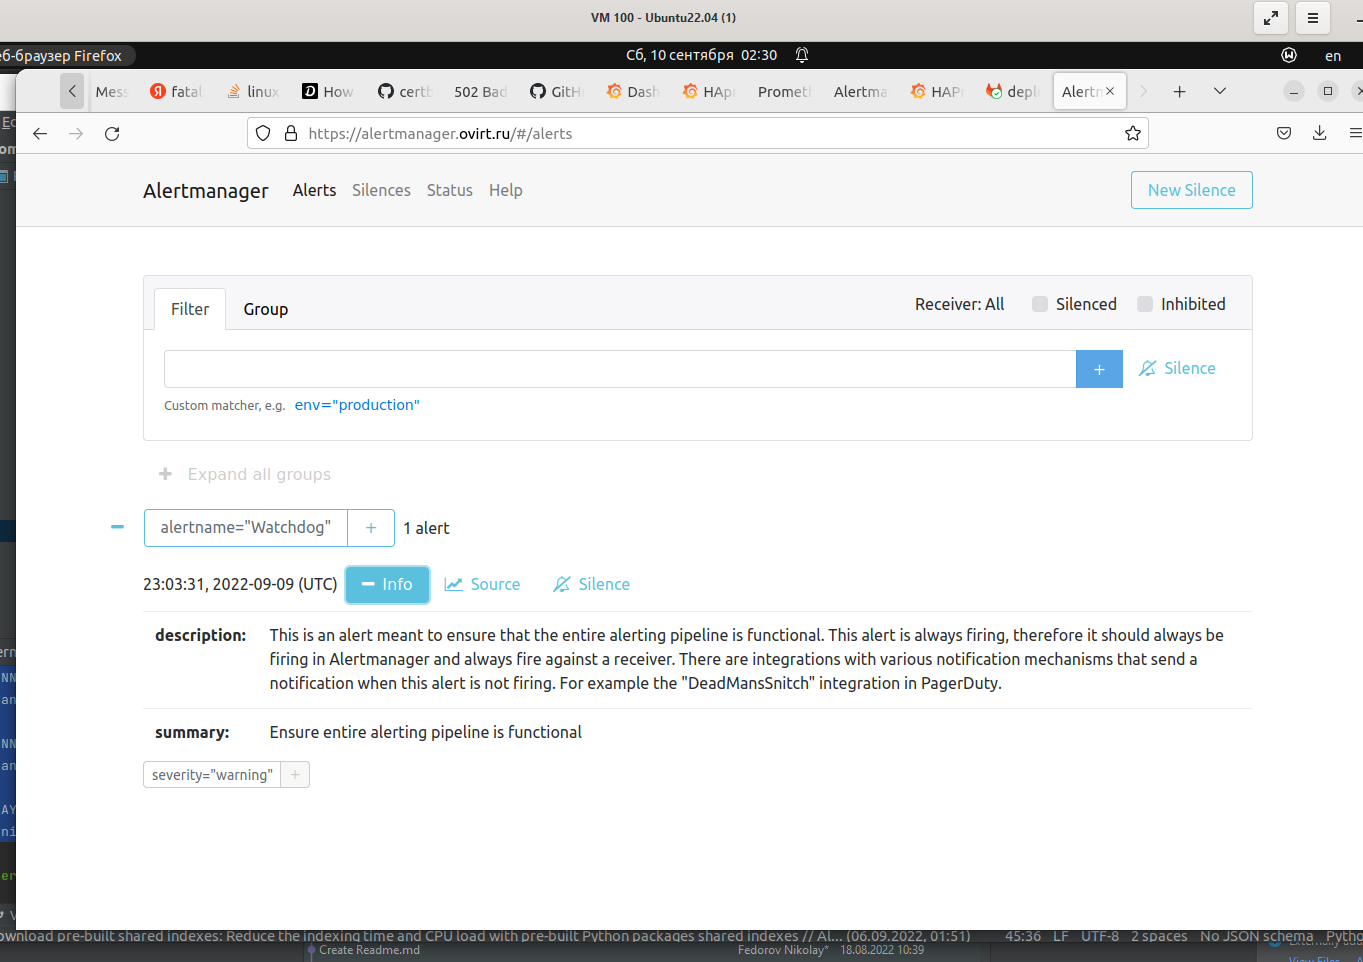 VM 100 - Ubuntu22.04 (1)
еб-браузер Firefox
Сб, 10 сентября 02:30
en
Mess
fatal
linux
How
certb
502 Bad
GitH
Dash
HApr
Prometh
Alertma
HAP
deplo
Alertm
https://alertmanager.ovirt.ru/#/alerts
Alertmanager Alerts Silences Status Help
New Silence
Filter Group
Receiver: All Silenced Inhibited
+ Silence
Custom matcher, e.g. env="production"
+ Expand all groups
alertname="Watchdog" + 1 alert
23:03:31, 2022-09-09 (UTC) Info Source Silence
description: This is an alert meant to ensure that the entire alerting pipeline is functional. This alert is always firing, therefore it should always be
firing in Alertmanager and always fire against a receiver. There are integrations with various notification mechanisms that send a
notification when this alert is not firing. For example the "DeadMansSnitch" integration in PagerDuty.
summary: Ensure entire alerting pipeline is functional
severity="warning" +
ownload pre-built shared indexes: Reduce the indexing time and CPU load with pre-built Python packages shared indexes // Al... (06.09.2022, 01:51) 45:36 LF UTF-8 2 spaces No JSON schema Pytho
Create Readme.md Fedorov Nikolay* 18.08.2022 10:39